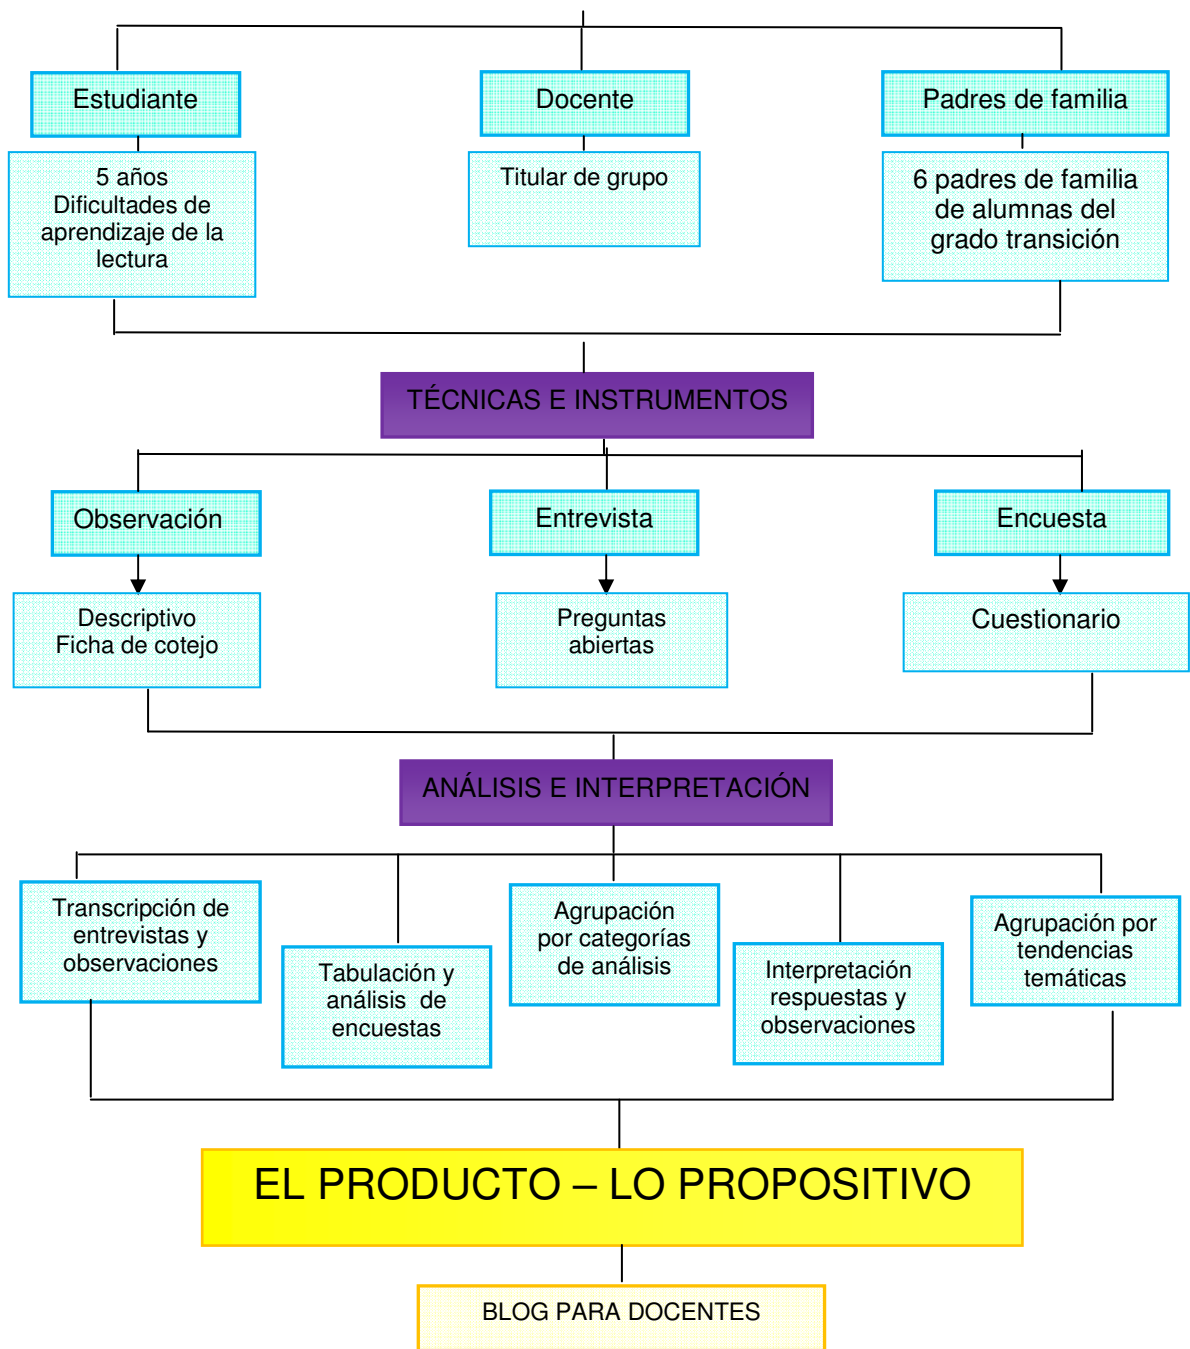 Estudiante
Docente
Padres de familia
5 años
Dificultades de
aprendizaje de la
lectura
Titular de grupo
6 padres de familia
de alumnas del
grado transición
TÉCNICAS E INSTRUMENTOS
Observación
Entrevista
Encuesta
Descriptivo
Ficha de cotejo
Preguntas
abiertas
Cuestionario
ANÁLISIS E INTERPRETACIÓN
Transcripción de
entrevistas y
observaciones
Tabulación y
análisis de
encuestas
Agrupación
por categorías
de análisis
Interpretación
respuestas y
observaciones
Agrupación por
tendencias
temáticas
EL PRODUCTO – LO PROPOSITIVO
BLOG PARA DOCENTES